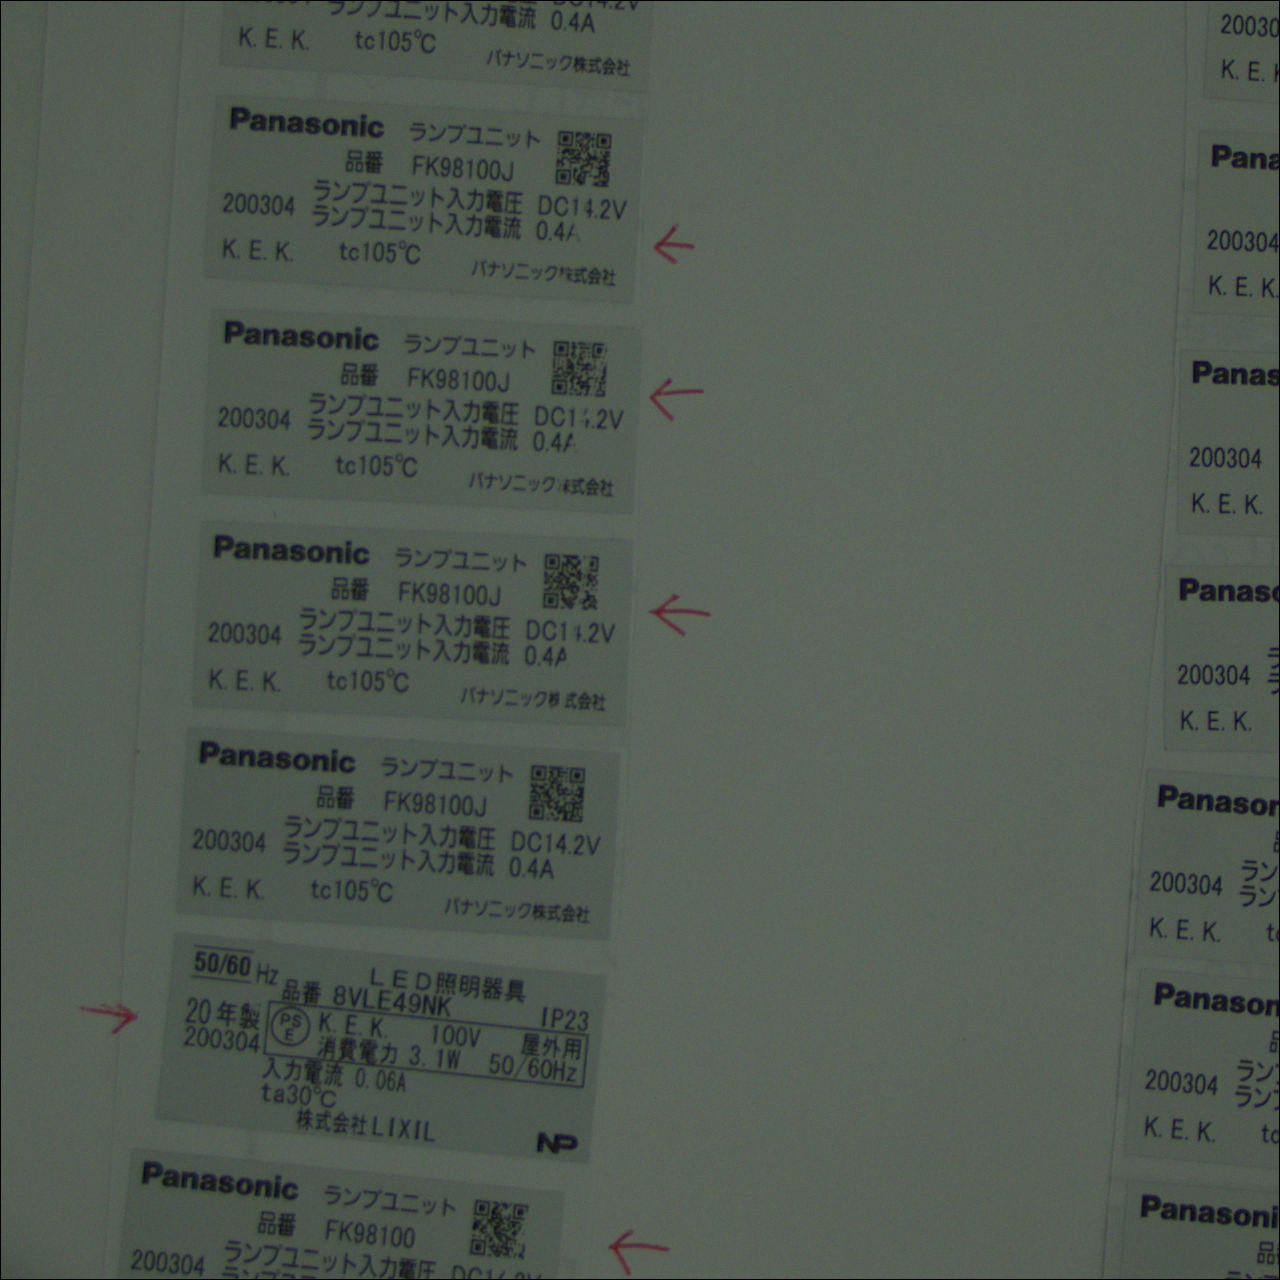 ランプユニット入力電流 0.4A
K.E.K. tc105℃
パナソニック株式会社
Panasonic ランプユニット
品番 FK98100J
ランプユニット入力電圧 DC14.2V
200304
ランプユニット入力電流 0.4A
K.E.K. tc105℃
パナソニック株式会社
Panasonic ランプユニット
品番 FK98100J
ランプユニット入力電圧 DC14.2V
200304
ランプユニット入力電流 0.4A
K.E.K. tc105℃
パナソニック株式会社
Panasonic ランプユニット
品番 FK98100J
ランプユニット入力電圧 DC14.2V
200304
ランプユニット入力電流 0.4A
K.E.K. tc105℃
パナソニック株式会社
Panasonic ランプユニット
品番 FK98100J
ランプユニット入力電圧 DC14.2V
200304
ランプユニット入力電流 0.4A
K.E.K. tc105℃
パナソニック株式会社
50/60 Hz LED照明器具
品番 8VLE49NK IP23
20年製 PSE K.E.K. 100V 屋外用
200304 消費電力 3.1W 50/60Hz
入力電流 0.06A
ta30℃
株式会社LIXIL NP
Panasonic ランプユニット
品番 FK98100
200304 ランプユニット入力電圧
K.E.
200304
K.E.K.
200304
K.E.K.
200304
K.E.K.
200304
K.E.K.
200304
K.E.K.